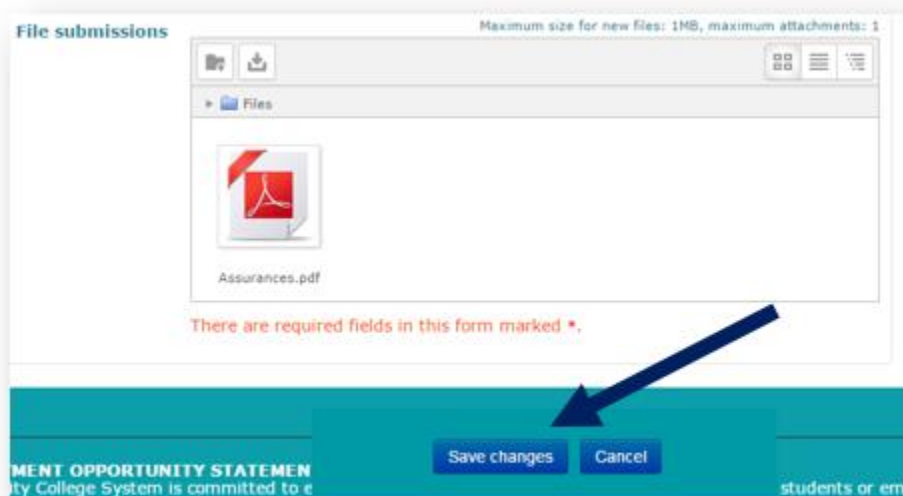 File submissions
Maximum size for new files: 1MB, maximum attachments: 1
Files
Assurances.pdf
There are required fields in this form marked *.
Save changes
Cancel
MENT OPPORTUNITY STATEMEN
ity College System is committed to e
students or em